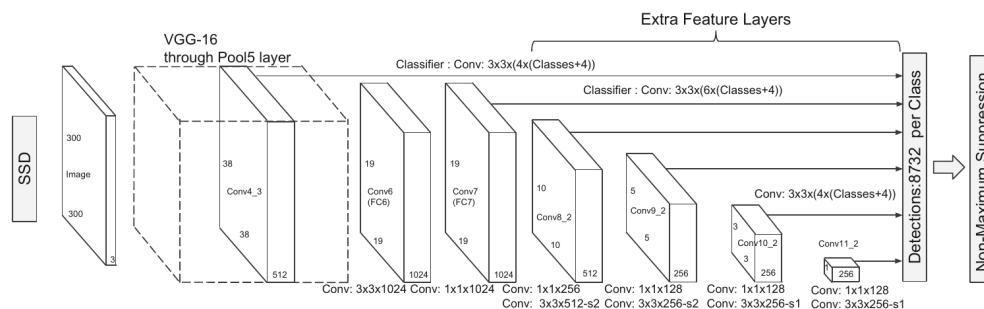 Extra Feature Layers
VGG-16
through Pool5 layer
Classifier : Conv: 3x3x(4x(Classes+4))
Classifier : Conv: 3x3x(6x(Classes+4))
SSD
300
Image
300
3
38
Conv4_3
38
512
19
Conv6
(FC6)
19
1024
19
Conv7
(FC7)
19
1024
10
Conv8_2
10
512
5
Conv9_2
5
256
Conv: 3x3x(4x(Classes+4))
3
Conv10_2
3
256
Conv11_2
1
256
Detections:8732 per Class
Non-Maximum Suppression
Conv: 3x3x1024
Conv: 1x1x1024
Conv: 1x1x256
Conv: 3x3x512-s2
Conv: 1x1x128
Conv: 3x3x256-s2
Conv: 1x1x128
Conv: 3x3x256-s1
Conv: 1x1x128
Conv: 3x3x256-s1